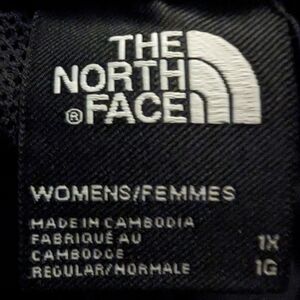 THE
NORTH
® FACE
WOMENS/FEMMES
MADE IN CAMBODIA
FABRIQUÉ AU 1X
CAMBODGE
REGULAR/NORMALE 1G